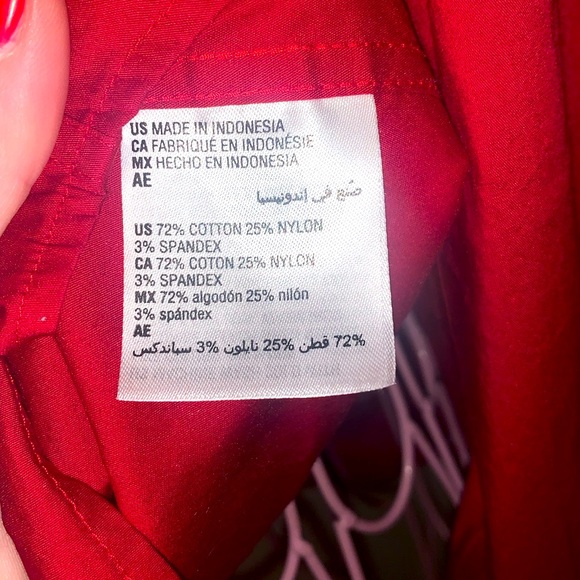 US MADE IN INDONESIA
CA FABRIQUÉ EN INDONÉSIE
MX HECHO EN INDONESIA
AE
صُنع في إندونيسيا
US 72% COTTON 25% NYLON
3% SPANDEX
CA 72% COTON 25% NYLON
3% SPANDEX
MX 72% algodón 25% nilón
3% spándex
AE
72% قطن 25% نايلون 3% سباندكس